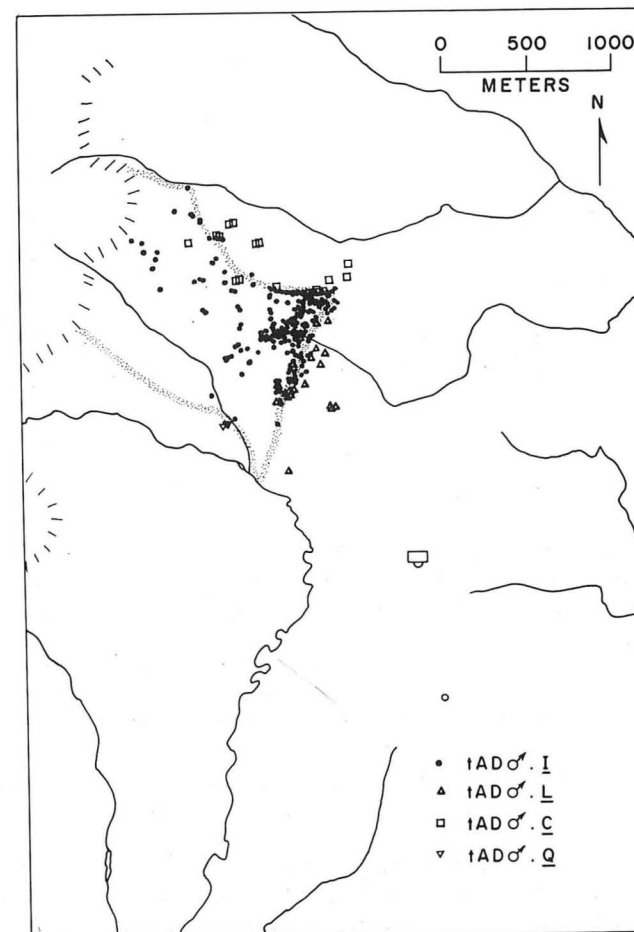 0 500 1000
METERS
N
tAD♂. I
tAD♂. L
tAD♂. C
tAD♂. Q